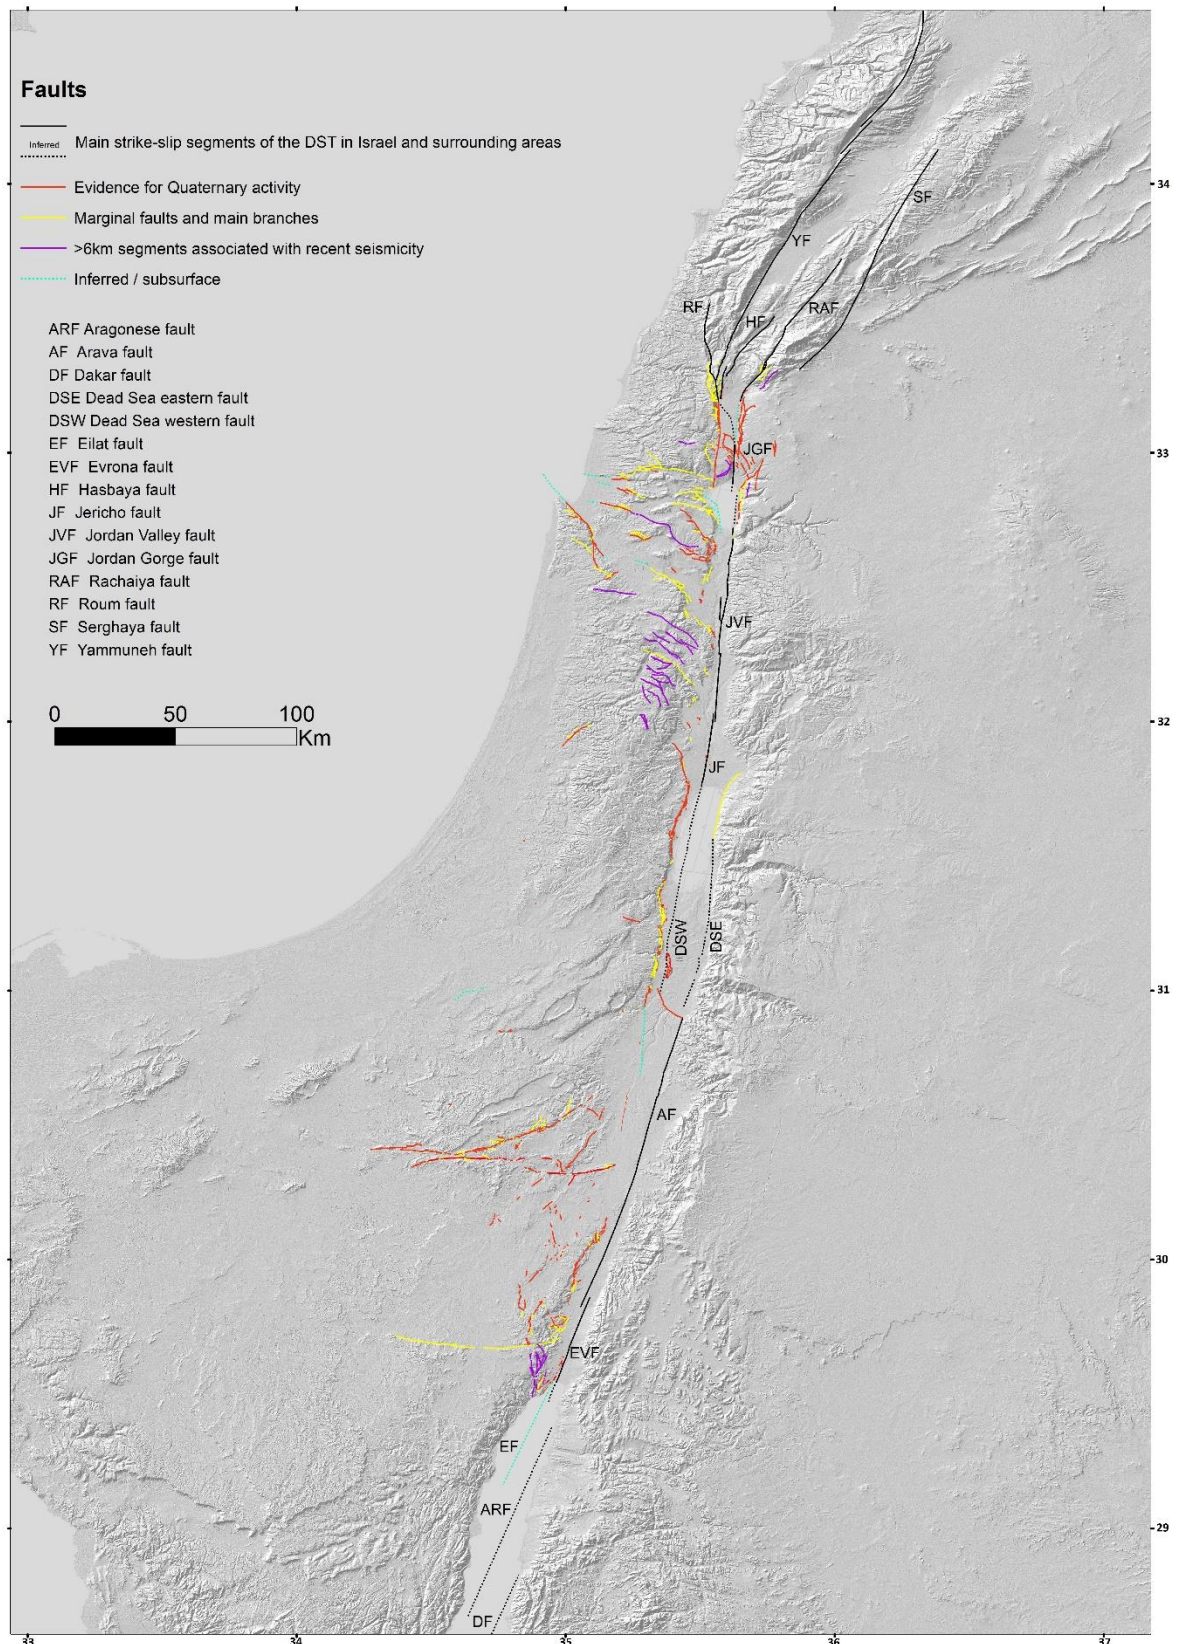 Faults
Inferred
Main strike-slip segments of the DST in Israel and surrounding areas
Evidence for Quaternary activity
Marginal faults and main branches
>6km segments associated with recent seismicity
Inferred / subsurface
ARF Aragonese fault
AF Arava fault
DF Dakar fault
DSE Dead Sea eastern fault
DSW Dead Sea western fault
EF Eilat fault
EVF Evrona fault
HF Hasbaya fault
JF Jericho fault
JVF Jordan Valley fault
JGF Jordan Gorge fault
RAF Rachaiya fault
RF Roum fault
SF Serghaya fault
YF Yammuneh fault
0 50 100
Km
34
SF
YF
RF
HF
RAF
33
JGF
JVF
32
JF
DSW
DSE
31
AF
30
EVF
EF
ARF
29
DF
33 34 35 36 37